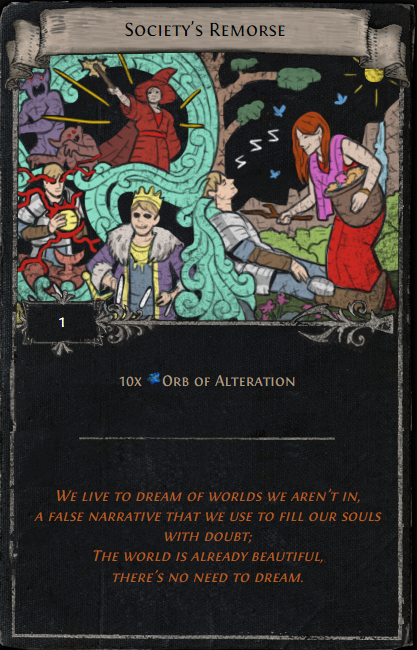 Society's Remorse
z z z
1
10x Orb of Alteration
We live to dream of worlds we aren't in,
a false narrative that we use to fill our souls
with doubt;
The world is already beautiful,
there's no need to dream.